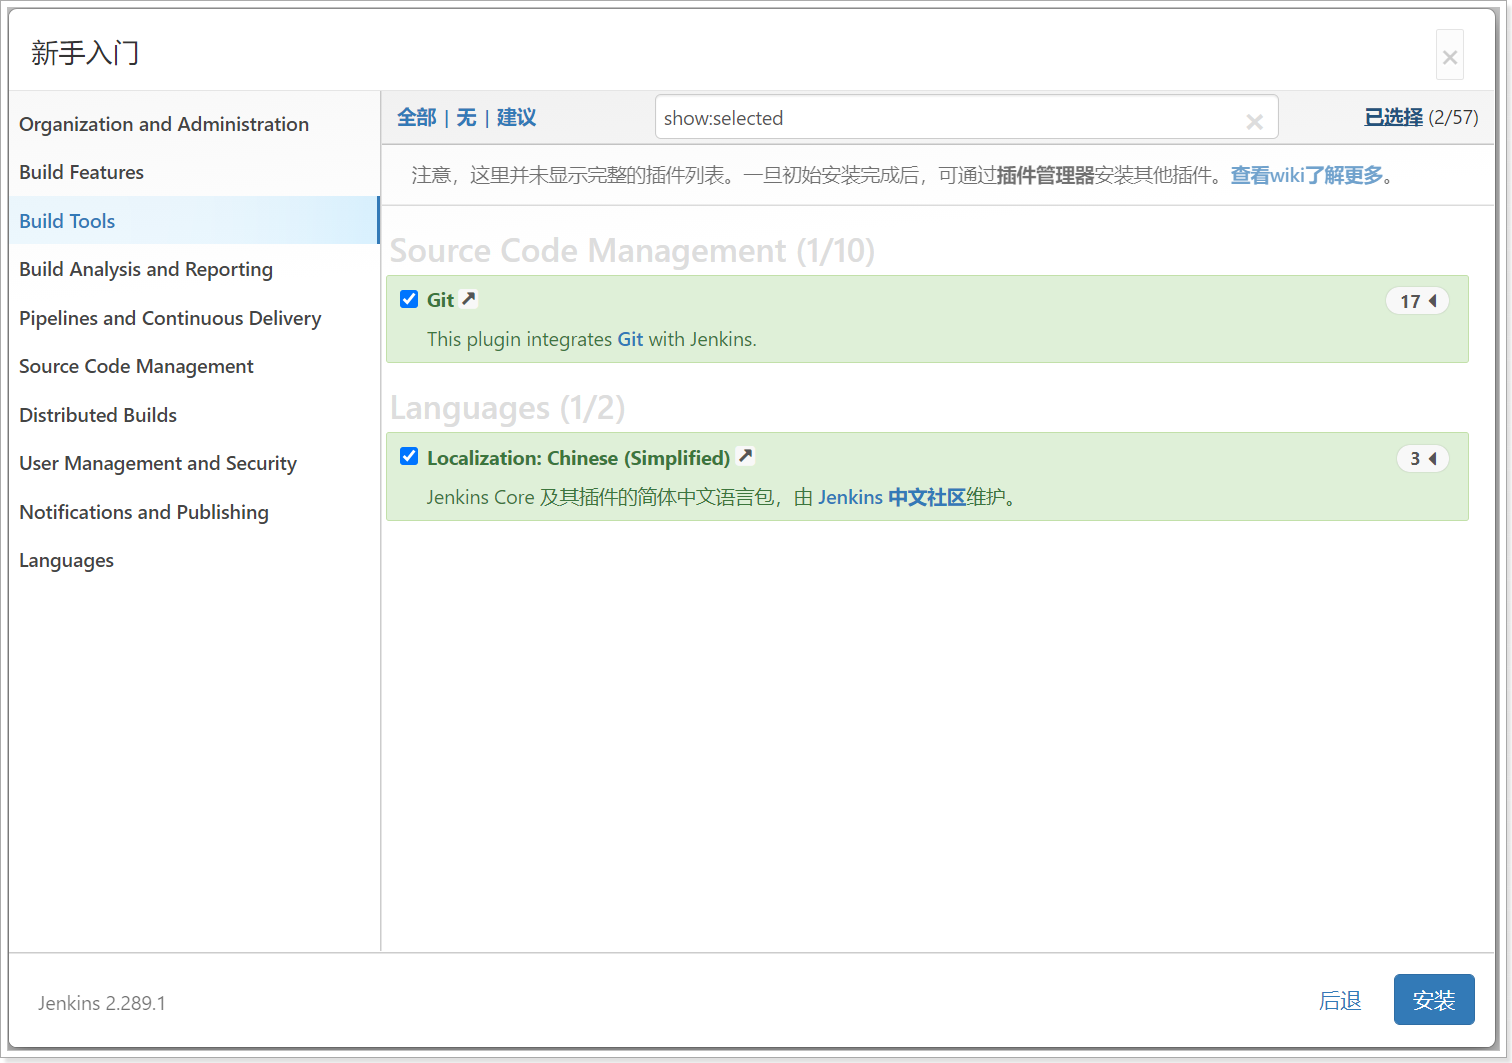 新手入门
×
Organization and Administration
Build Features
Build Tools
Build Analysis and Reporting
Pipelines and Continuous Delivery
Source Code Management
Distributed Builds
User Management and Security
Notifications and Publishing
Languages
全部 | 无 | 建议
show:selected
×
已选择 (2/57)
注意，这里并未显示完整的插件列表。一旦初始安装完成后，可通过插件管理器安装其他插件。查看wiki了解更多。
Source Code Management (1/10)
Git
17
This plugin integrates Git with Jenkins.
Languages (1/2)
Localization: Chinese (Simplified)
3
Jenkins Core 及其插件的简体中文语言包，由 Jenkins 中文社区维护。
Jenkins 2.289.1
后退
安装